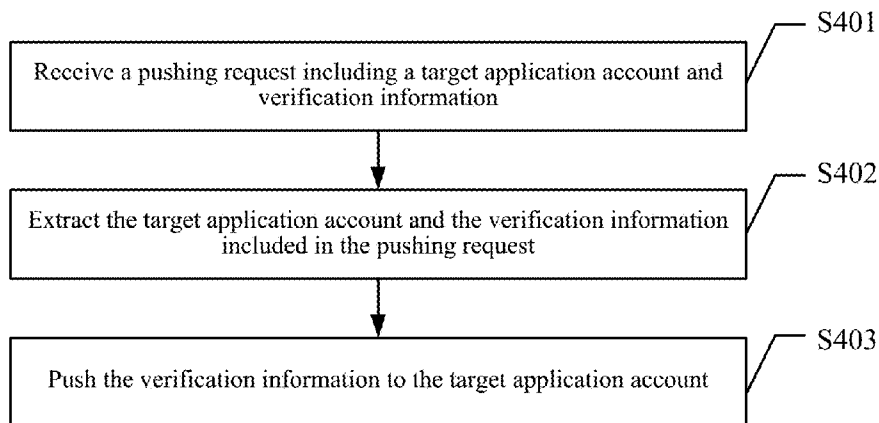 S401
Receive a pushing request including a target application account and
verification information
S402
Extract the target application account and the verification information
included in the pushing request
S403
Push the verification information to the target application account